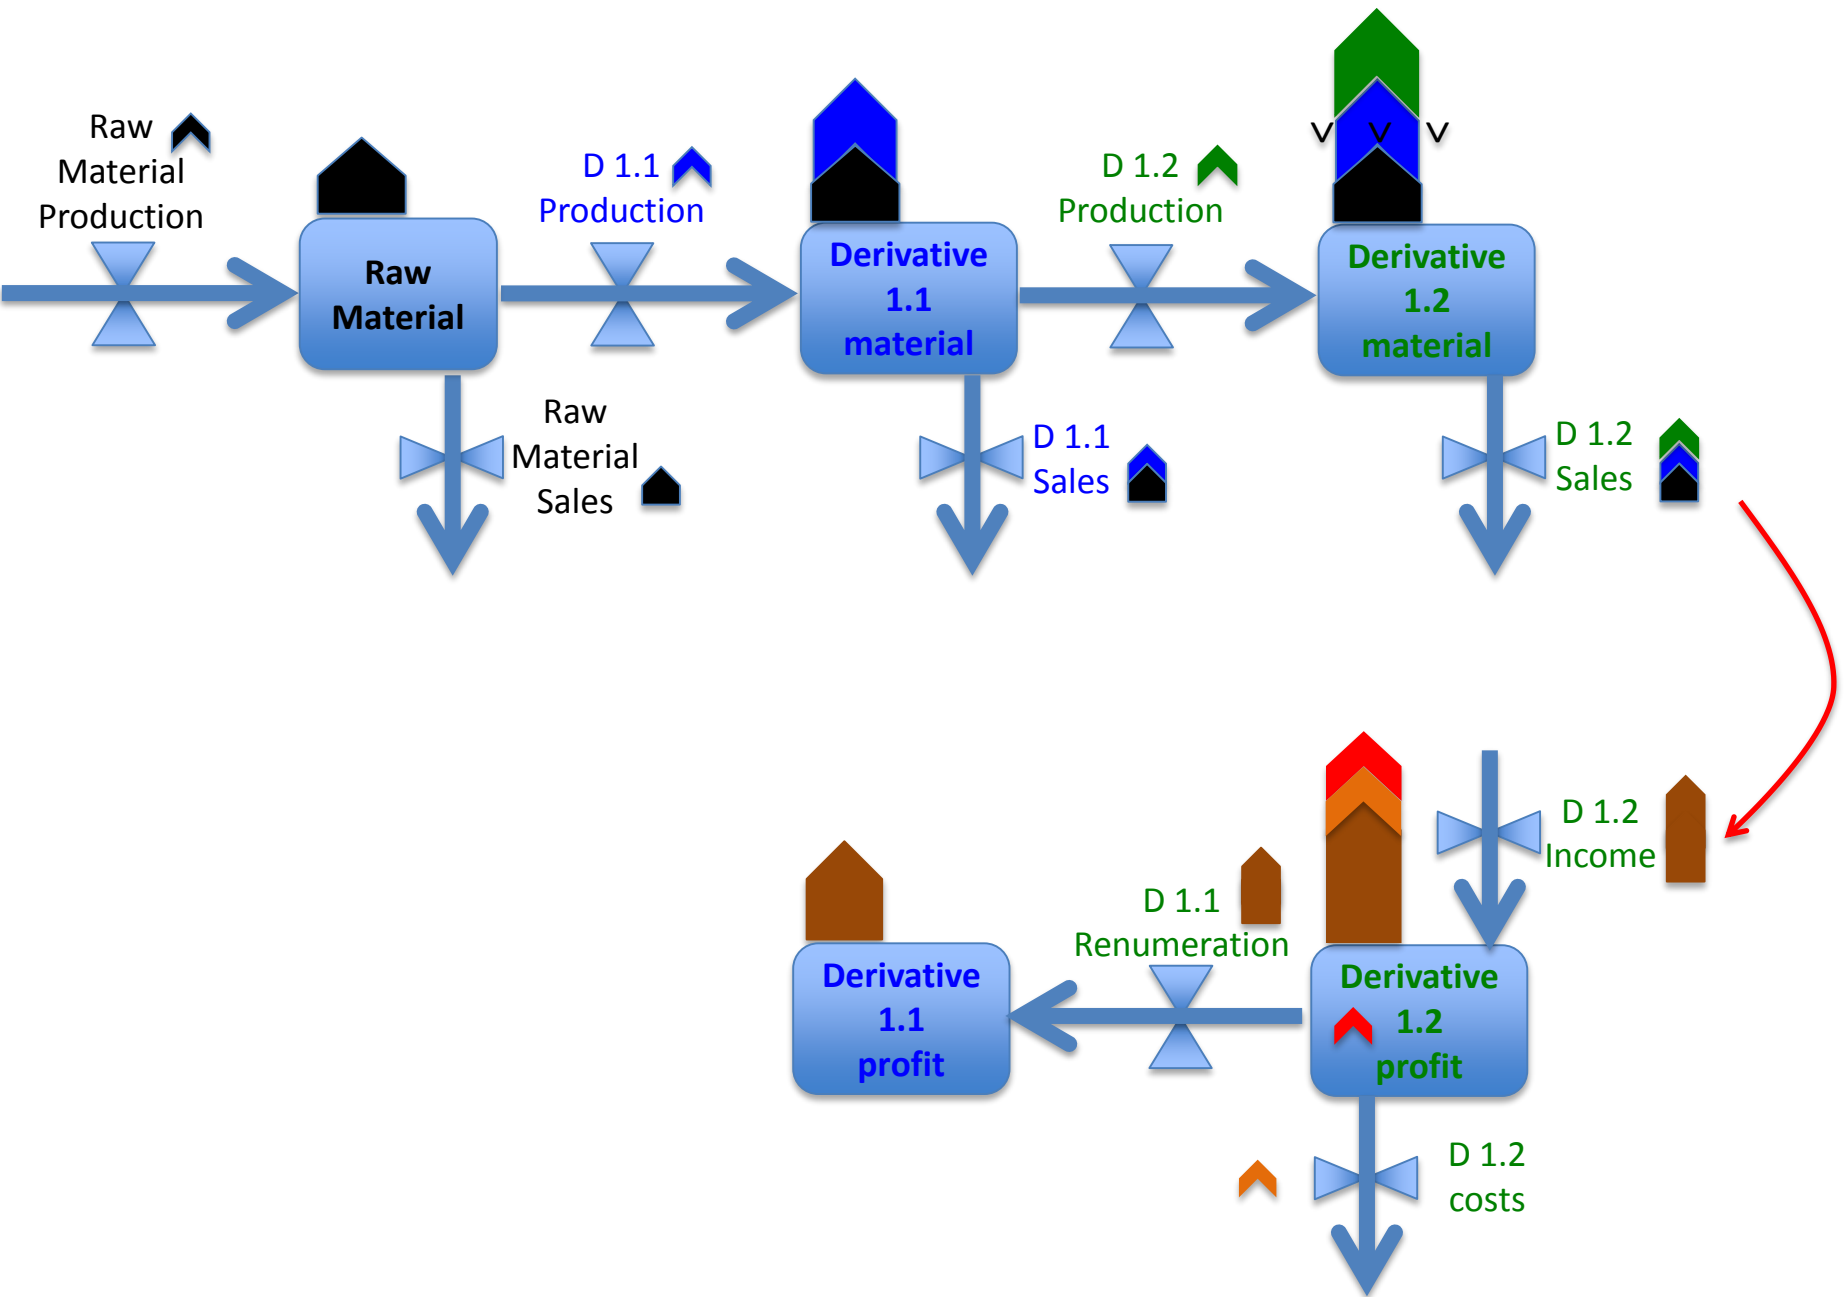 Raw
Material
Production
Raw
Material
D 1.1
Production
Derivative
1.1
material
D 1.2
Production
V V V
Derivative
1.2
material
Raw
Material
Sales
D 1.1
Sales
D 1.2
Sales
D 1.2
Income
D 1.1
Renumeration
Derivative
1.1
profit
Derivative
1.2
profit
D 1.2
costs